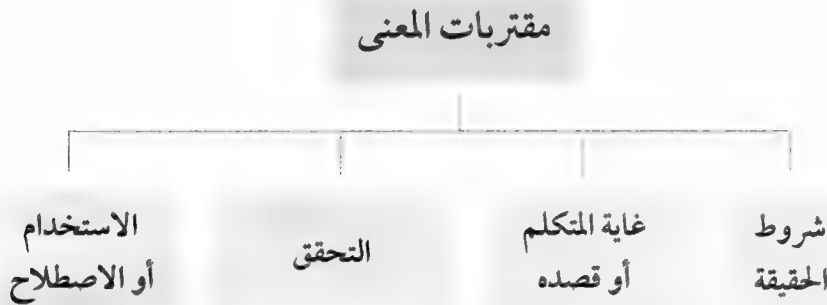 مقتربات المعنى
شروط
الحقيقة
غاية المتكلم
أو قصده
التحقق
الاستخدام
أو الاصطلاح